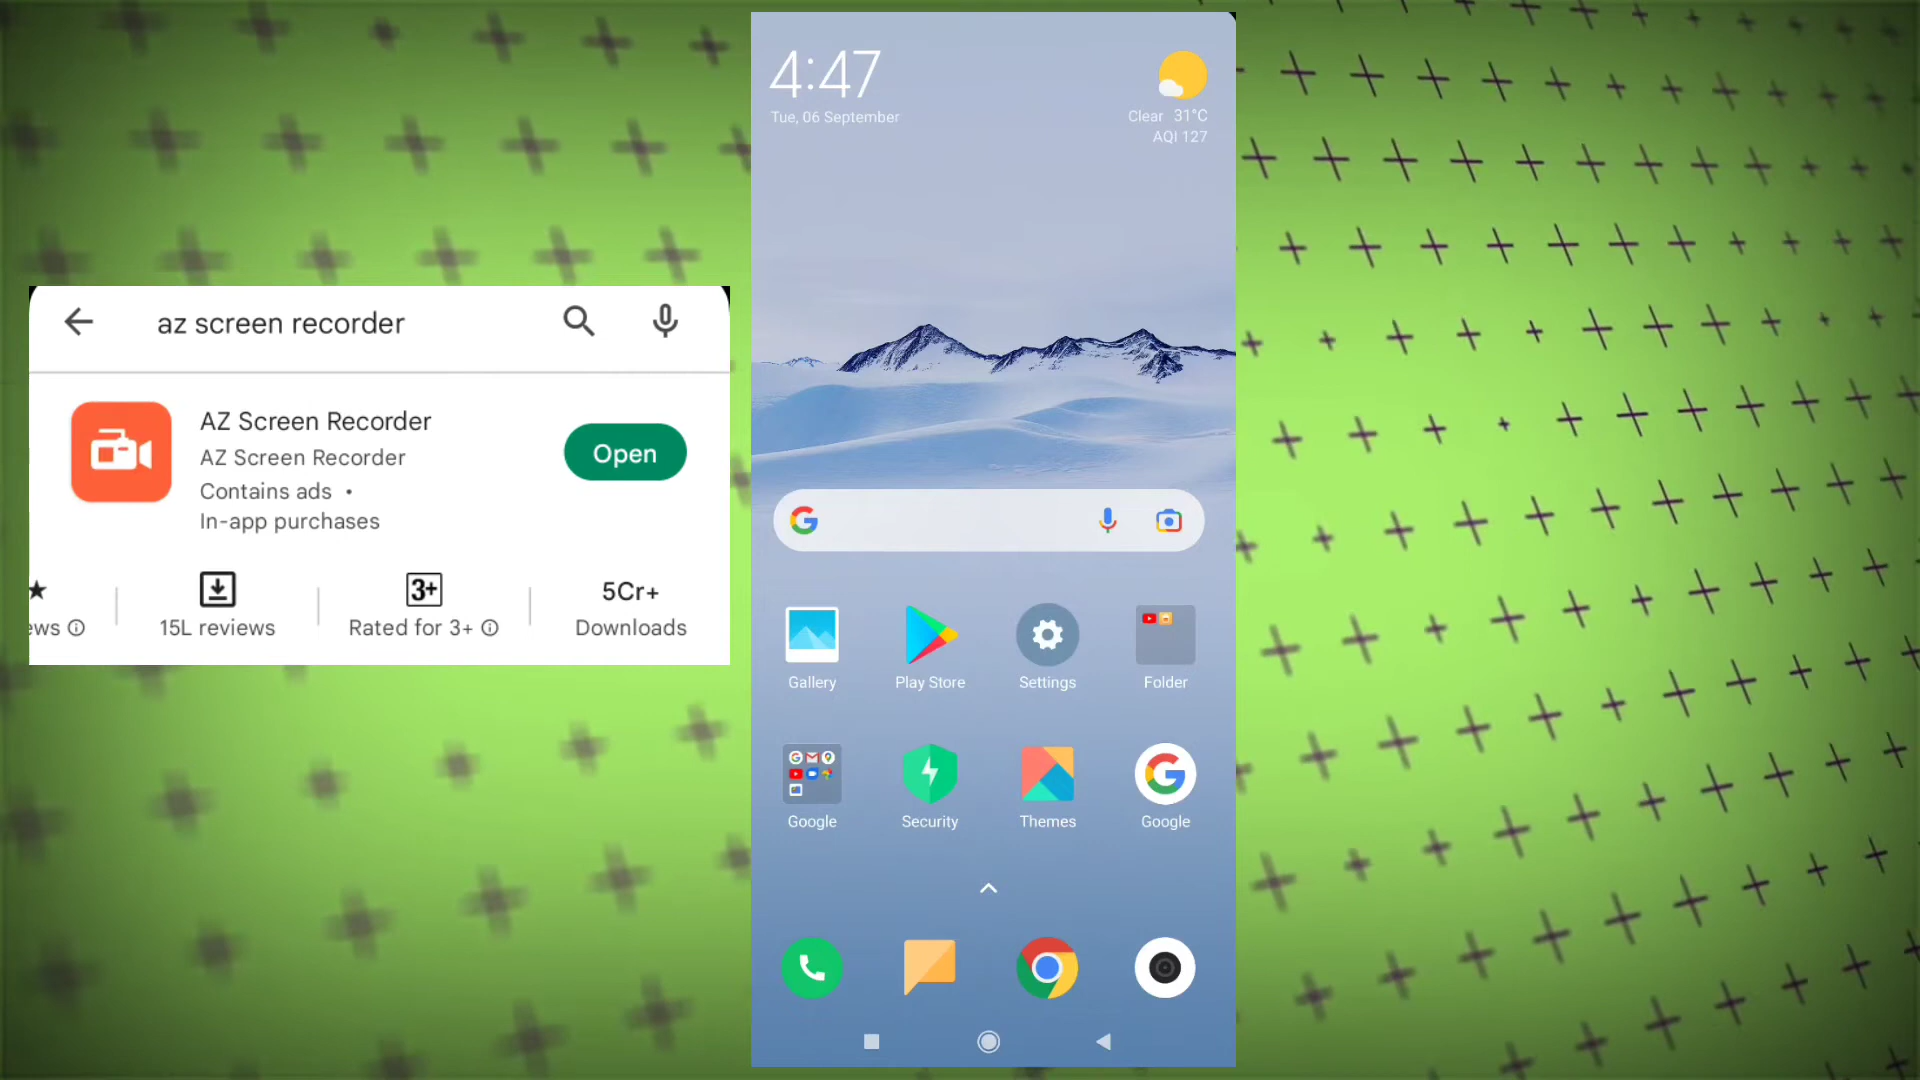 az screen recorder
AZ Screen Recorder
AZ Screen Recorder
Contains ads •
In-app purchases
Open
3+
5Cr+
ews
15L reviews
Rated for 3+
Downloads
4:47
Tue, 06 September
Clear 31°C
AQI 127
Gallery
Play Store
Settings
Folder
Google
Security
Themes
Google